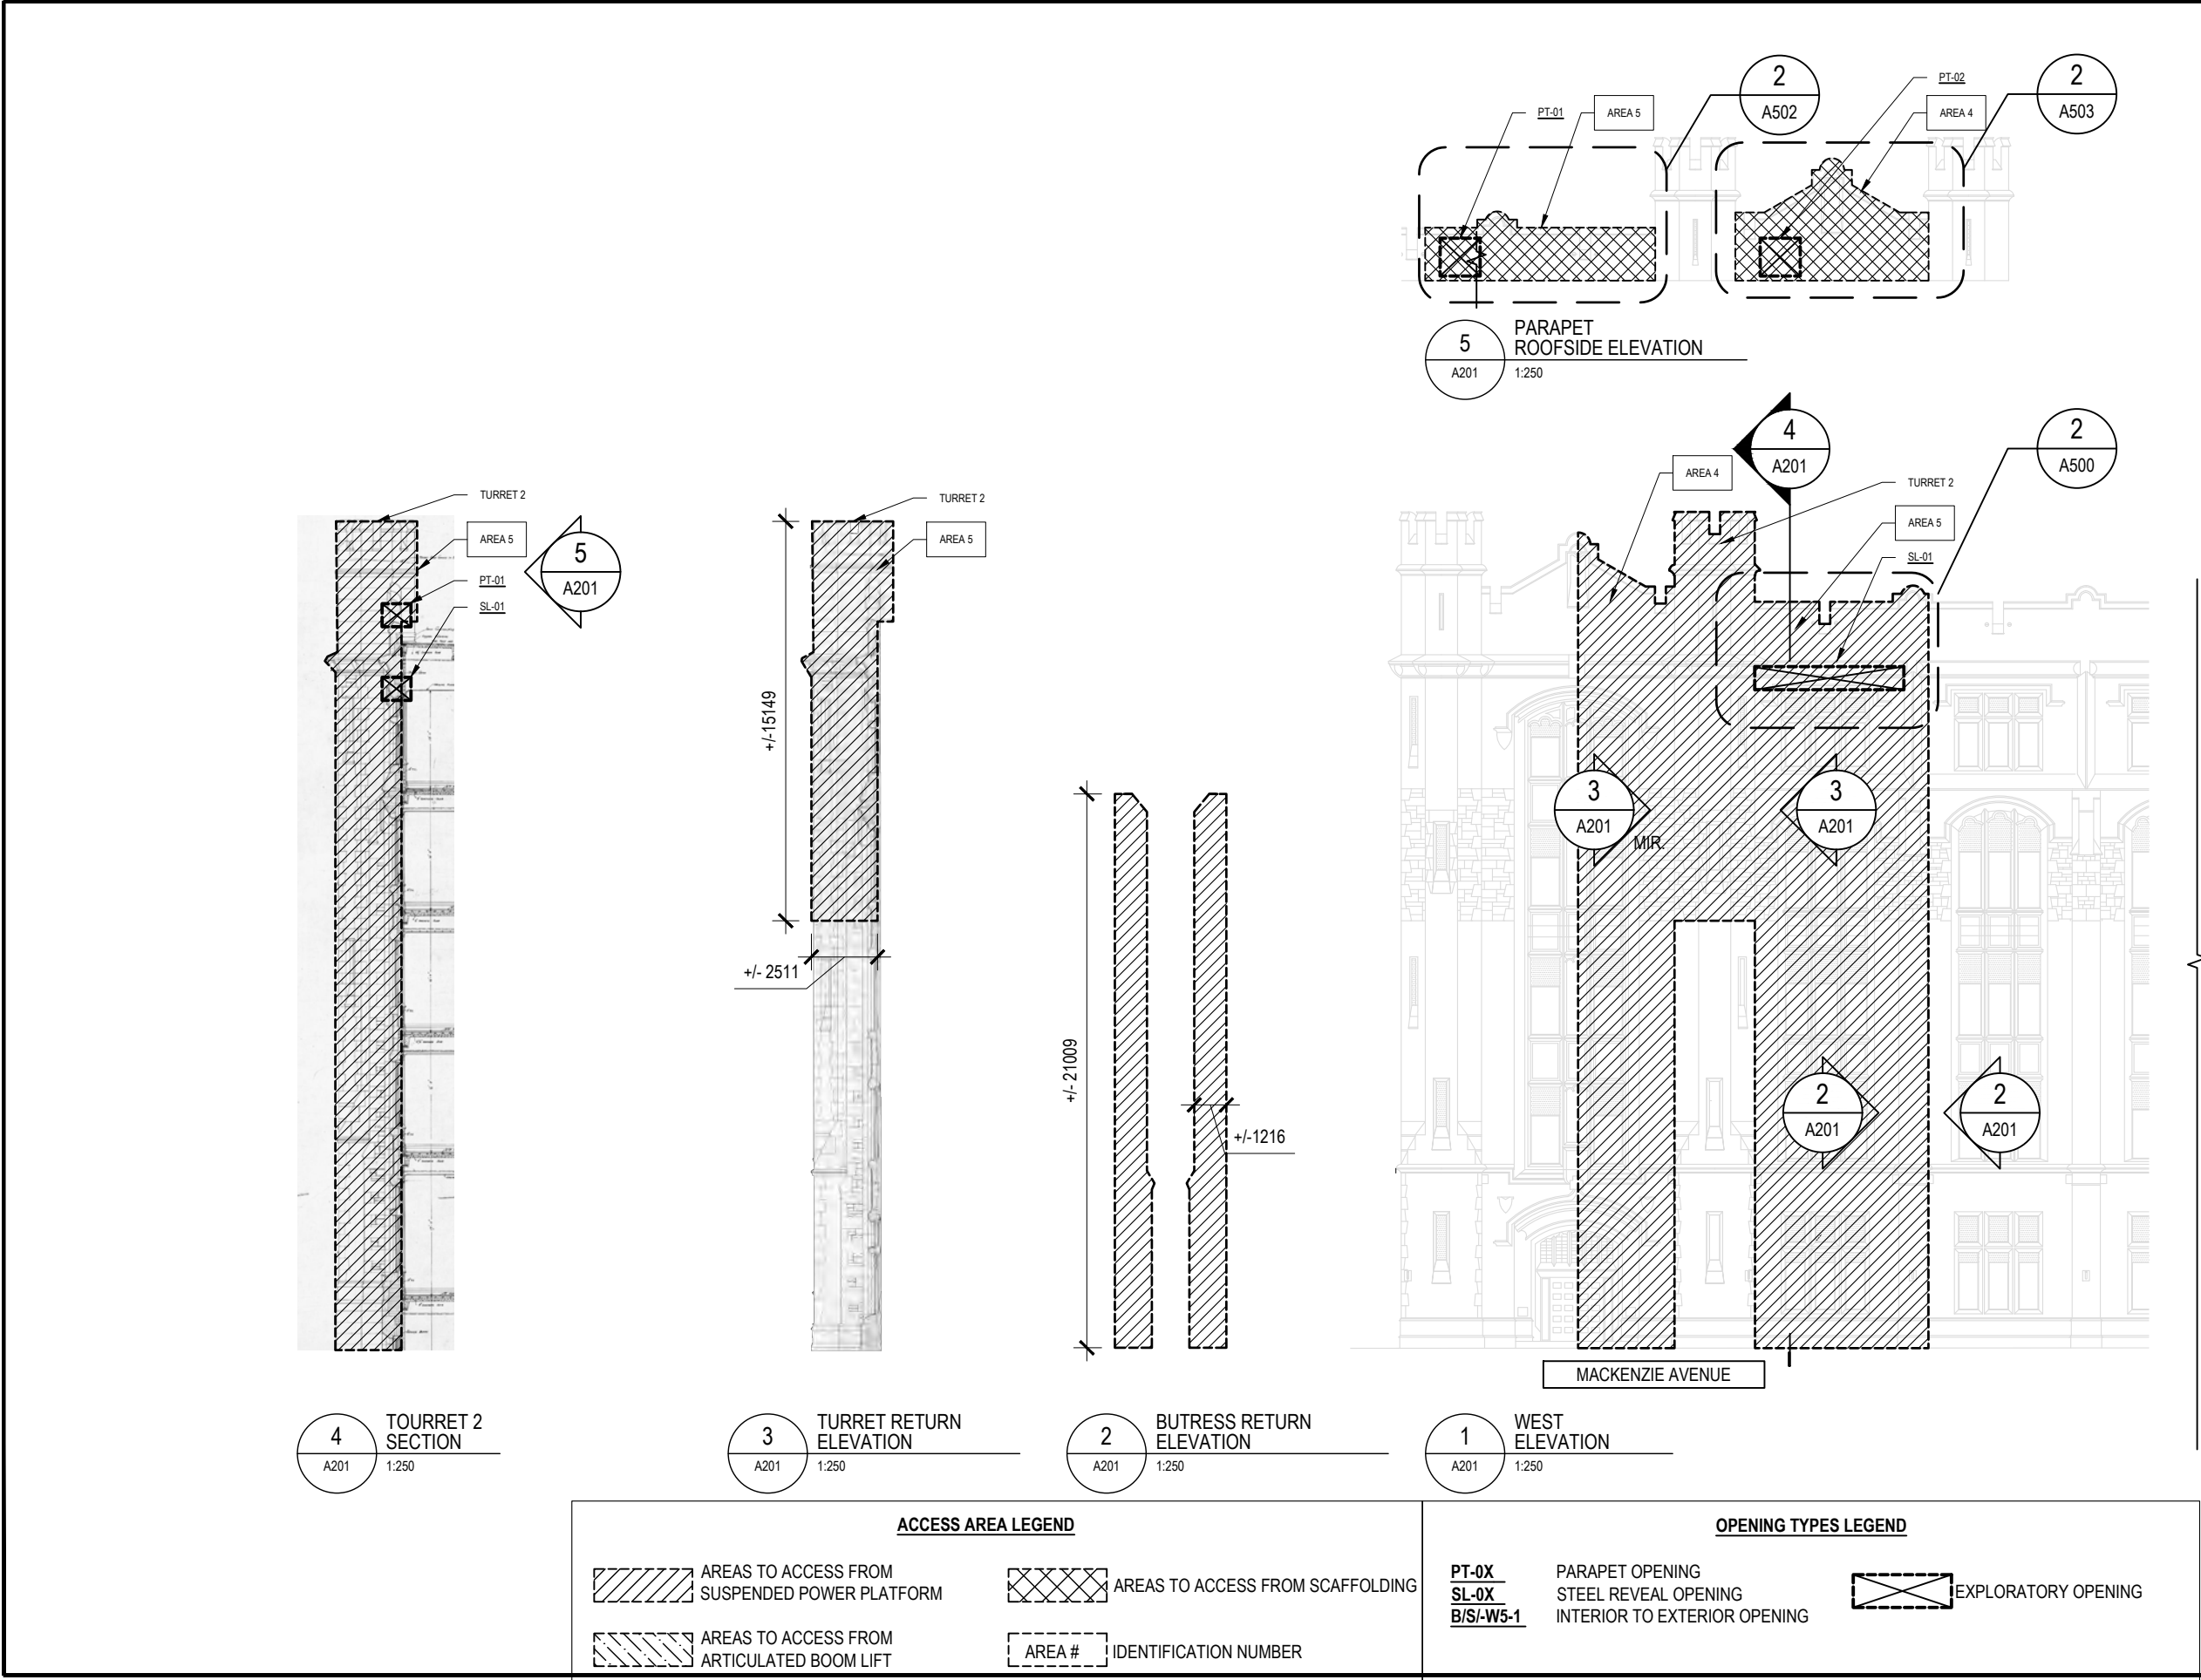 2
A502
PT-01
AREA 5
PT-02
AREA 4
2
A503
5
A201
PARAPET
ROOFSIDE ELEVATION
1:250
4
A201
2
A500
AREA 4
TURRET 2
AREA 5
SL-01
TURRET 2
AREA 5
PT-01
SL-01
5
A201
TURRET 2
AREA 5
+/-15149
+/- 2511
+/- 21009
+/-1216
3
A201
MIR.
3
A201
2
A201
2
A201
MACKENZIE AVENUE
4
A201
TOURRET 2
SECTION
1:250
3
A201
TURRET RETURN
ELEVATION
1:250
2
A201
BUTRESS RETURN
ELEVATION
1:250
1
A201
WEST
ELEVATION
1:250
ACCESS AREA LEGEND
AREAS TO ACCESS FROM
SUSPENDED POWER PLATFORM
AREAS TO ACCESS FROM SCAFFOLDING
AREAS TO ACCESS FROM
ARTICULATED BOOM LIFT
AREA # IDENTIFICATION NUMBER
OPENING TYPES LEGEND
PT-0X PARAPET OPENING
SL-0X STEEL REVEAL OPENING
B/S/-W5-1 INTERIOR TO EXTERIOR OPENING
EXPLORATORY OPENING